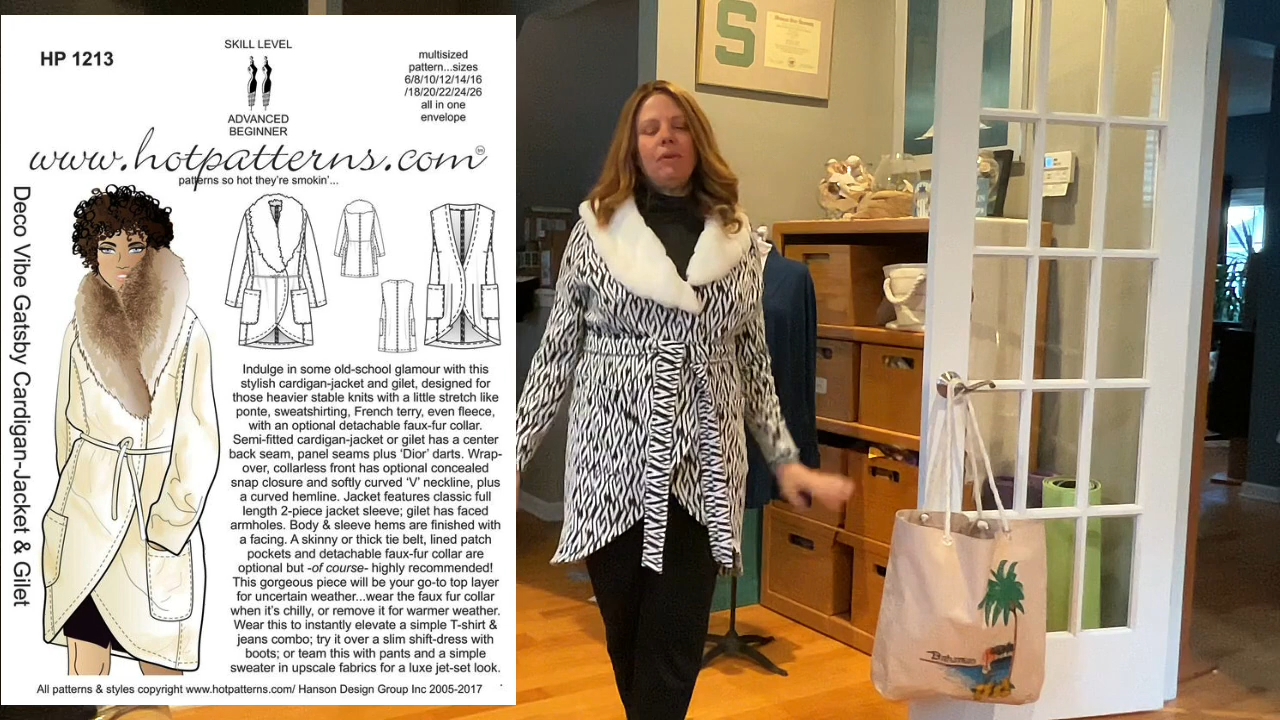 HP 1213
SKILL LEVEL
ADVANCED
BEGINNER
multisized
pattern...sizes
6/8/10/12/14/16
/18/20/22/24/26
all in one
envelope
www.hotpatterns.com
patterns so hot they're smokin'...
Deco Vibe Gatsby Cardigan-Jacket & Gilet
Indulge in some old-school glamour with this
stylish cardigan-jacket and gilet, designed for
those heavier stable knits with a little stretch like
ponte, sweatshirting, French terry, even fleece,
with an optional detachable faux-fur collar.
Semi-fitted cardigan-jacket or gilet has a center
back seam, panel seams plus 'Dior' darts. Wrap-
over, collarless front has optional concealed
snap closure and softly curved 'V' neckline, plus
a curved hemline. Jacket features classic full
length 2-piece jacket sleeve; gilet has faced
armholes. Body & sleeve hems are finished with
a facing. A skinny or thick tie belt, lined patch
pockets and detachable faux-fur collar are
optional but -of course- highly recommended!
This gorgeous piece will be your go-to top layer
for uncertain weather...wear the faux fur collar
when it's chilly, or remove it for warmer weather.
Wear this to instantly elevate a simple T-shirt &
jeans combo; try it over a slim shift-dress with
boots; or team this with pants and a simple
sweater in upscale fabrics for a luxe jet-set look.
All patterns & styles copyright www.hotpatterns.com/ Hanson Design Group Inc 2005-2017
S
Bahamas